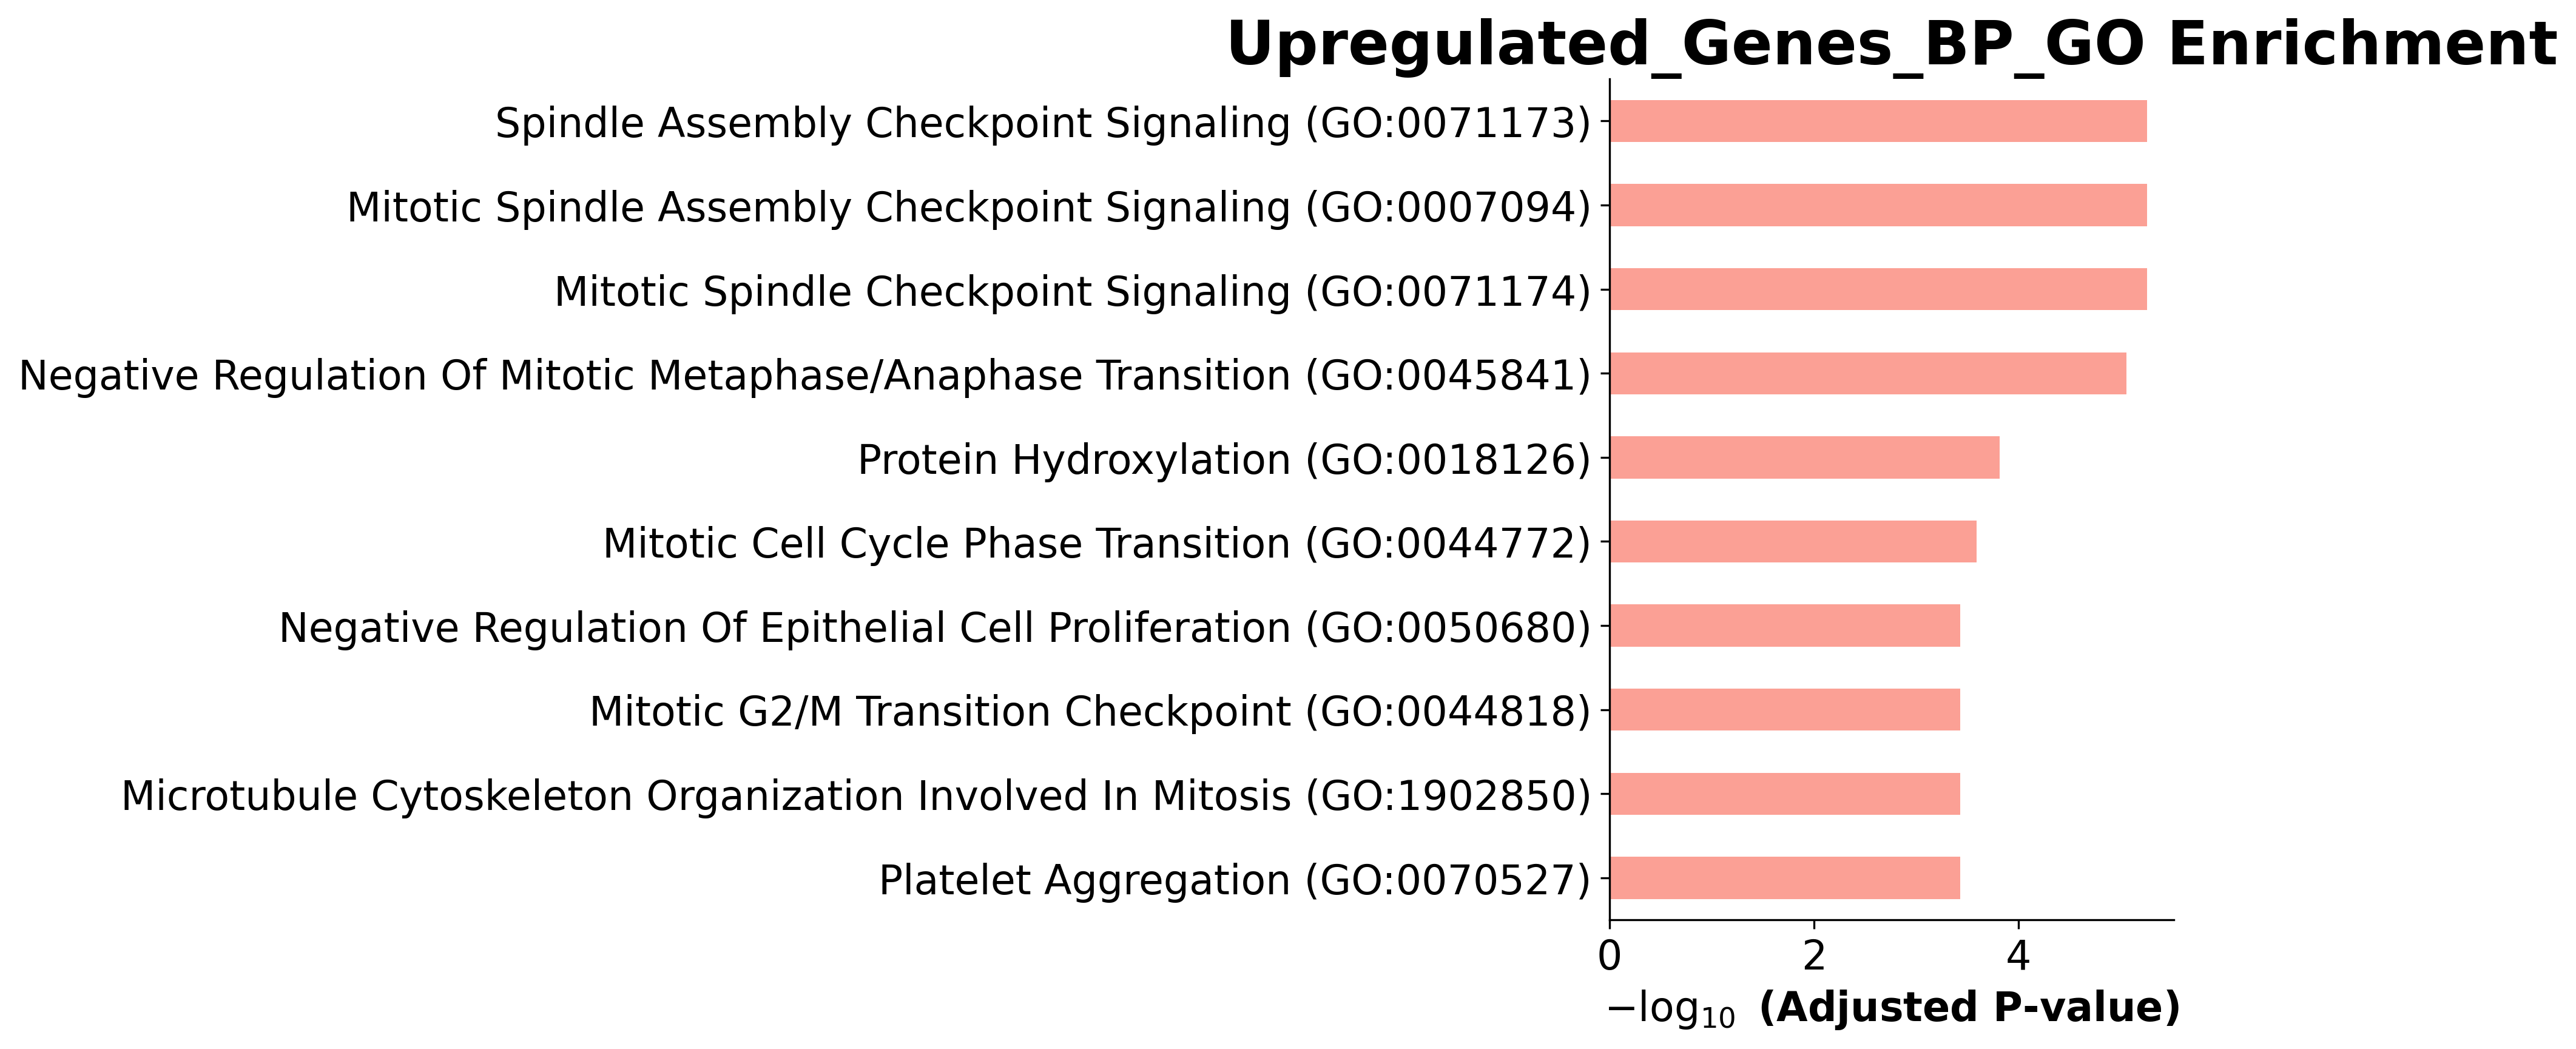 Upregulated_Genes_BP_GO Enrichment
Spindle Assembly Checkpoint Signaling (GO:0071173)
Mitotic Spindle Assembly Checkpoint Signaling (GO:0007094)
Mitotic Spindle Checkpoint Signaling (GO:0071174)
Negative Regulation Of Mitotic Metaphase/Anaphase Transition (GO:0045841)
Protein Hydroxylation (GO:0018126)
Mitotic Cell Cycle Phase Transition (GO:0044772)
Negative Regulation Of Epithelial Cell Proliferation (GO:0050680)
Mitotic G2/M Transition Checkpoint (GO:0044818)
Microtubule Cytoskeleton Organization Involved In Mitosis (GO:1902850)
Platelet Aggregation (GO:0070527)
0 2 4
−log₁₀ (Adjusted P-value)